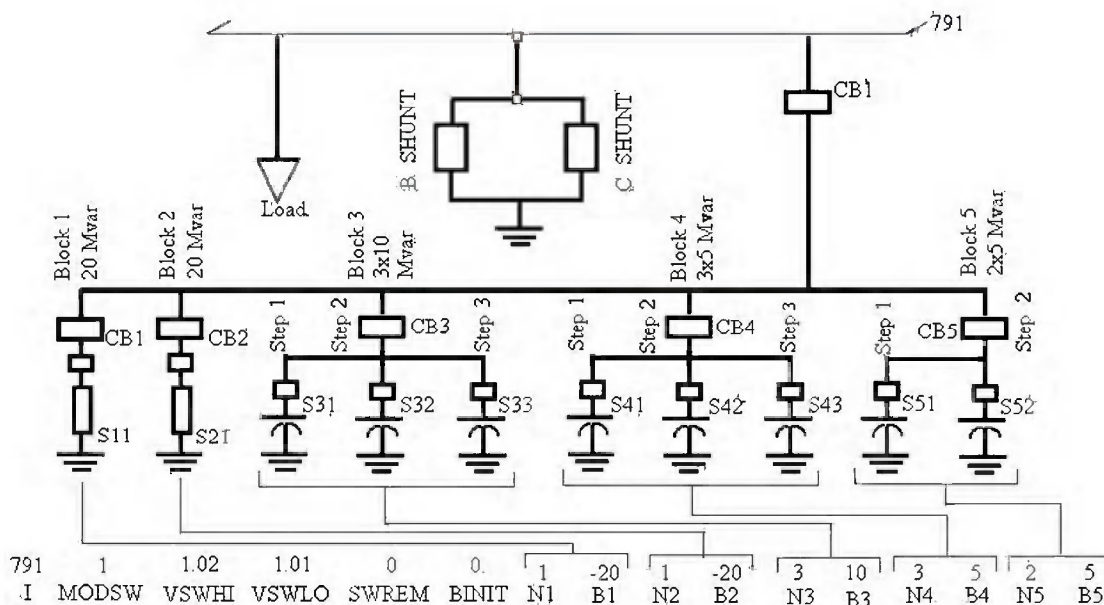 791
CB1
B SHUNT
C SHUNT
Load
Block 1
20 Mvar
Block 2
20 Mvar
Block 3
3x10
Mvar
Block 4
3x5 Mvar
Block 5
2x5 Mvar
CB1
CB2
Step 1
Step 2
CB3
Step 3
Step 1
Step 2
CB4
Step 3
Step 1
CB5
Step 2
S11
S21
S31
S32
S33
S41
S42
S43
S51
S52
791 1 1.02 1.01 0 0. 1 -20 1 -20 3 10 3 5 2 5
I MODSW VSWHI VSWLO SWREM BINIT N1 B1 N2 B2 N3 B3 N4 B4 N5 B5